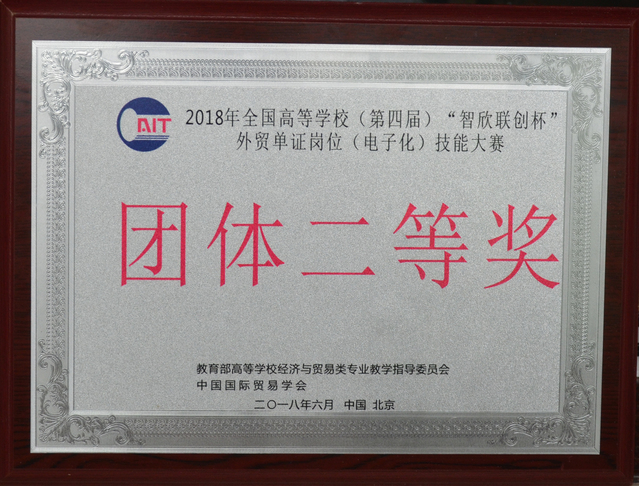 CAIT
2018年全国高等学校（第四届）“智欣联创杯”
外贸单证岗位（电子化）技能大赛
团体二等奖
教育部高等学校经济与贸易类专业教学指导委员会
中国国际贸易学会
二〇一八年六月 中国 北京